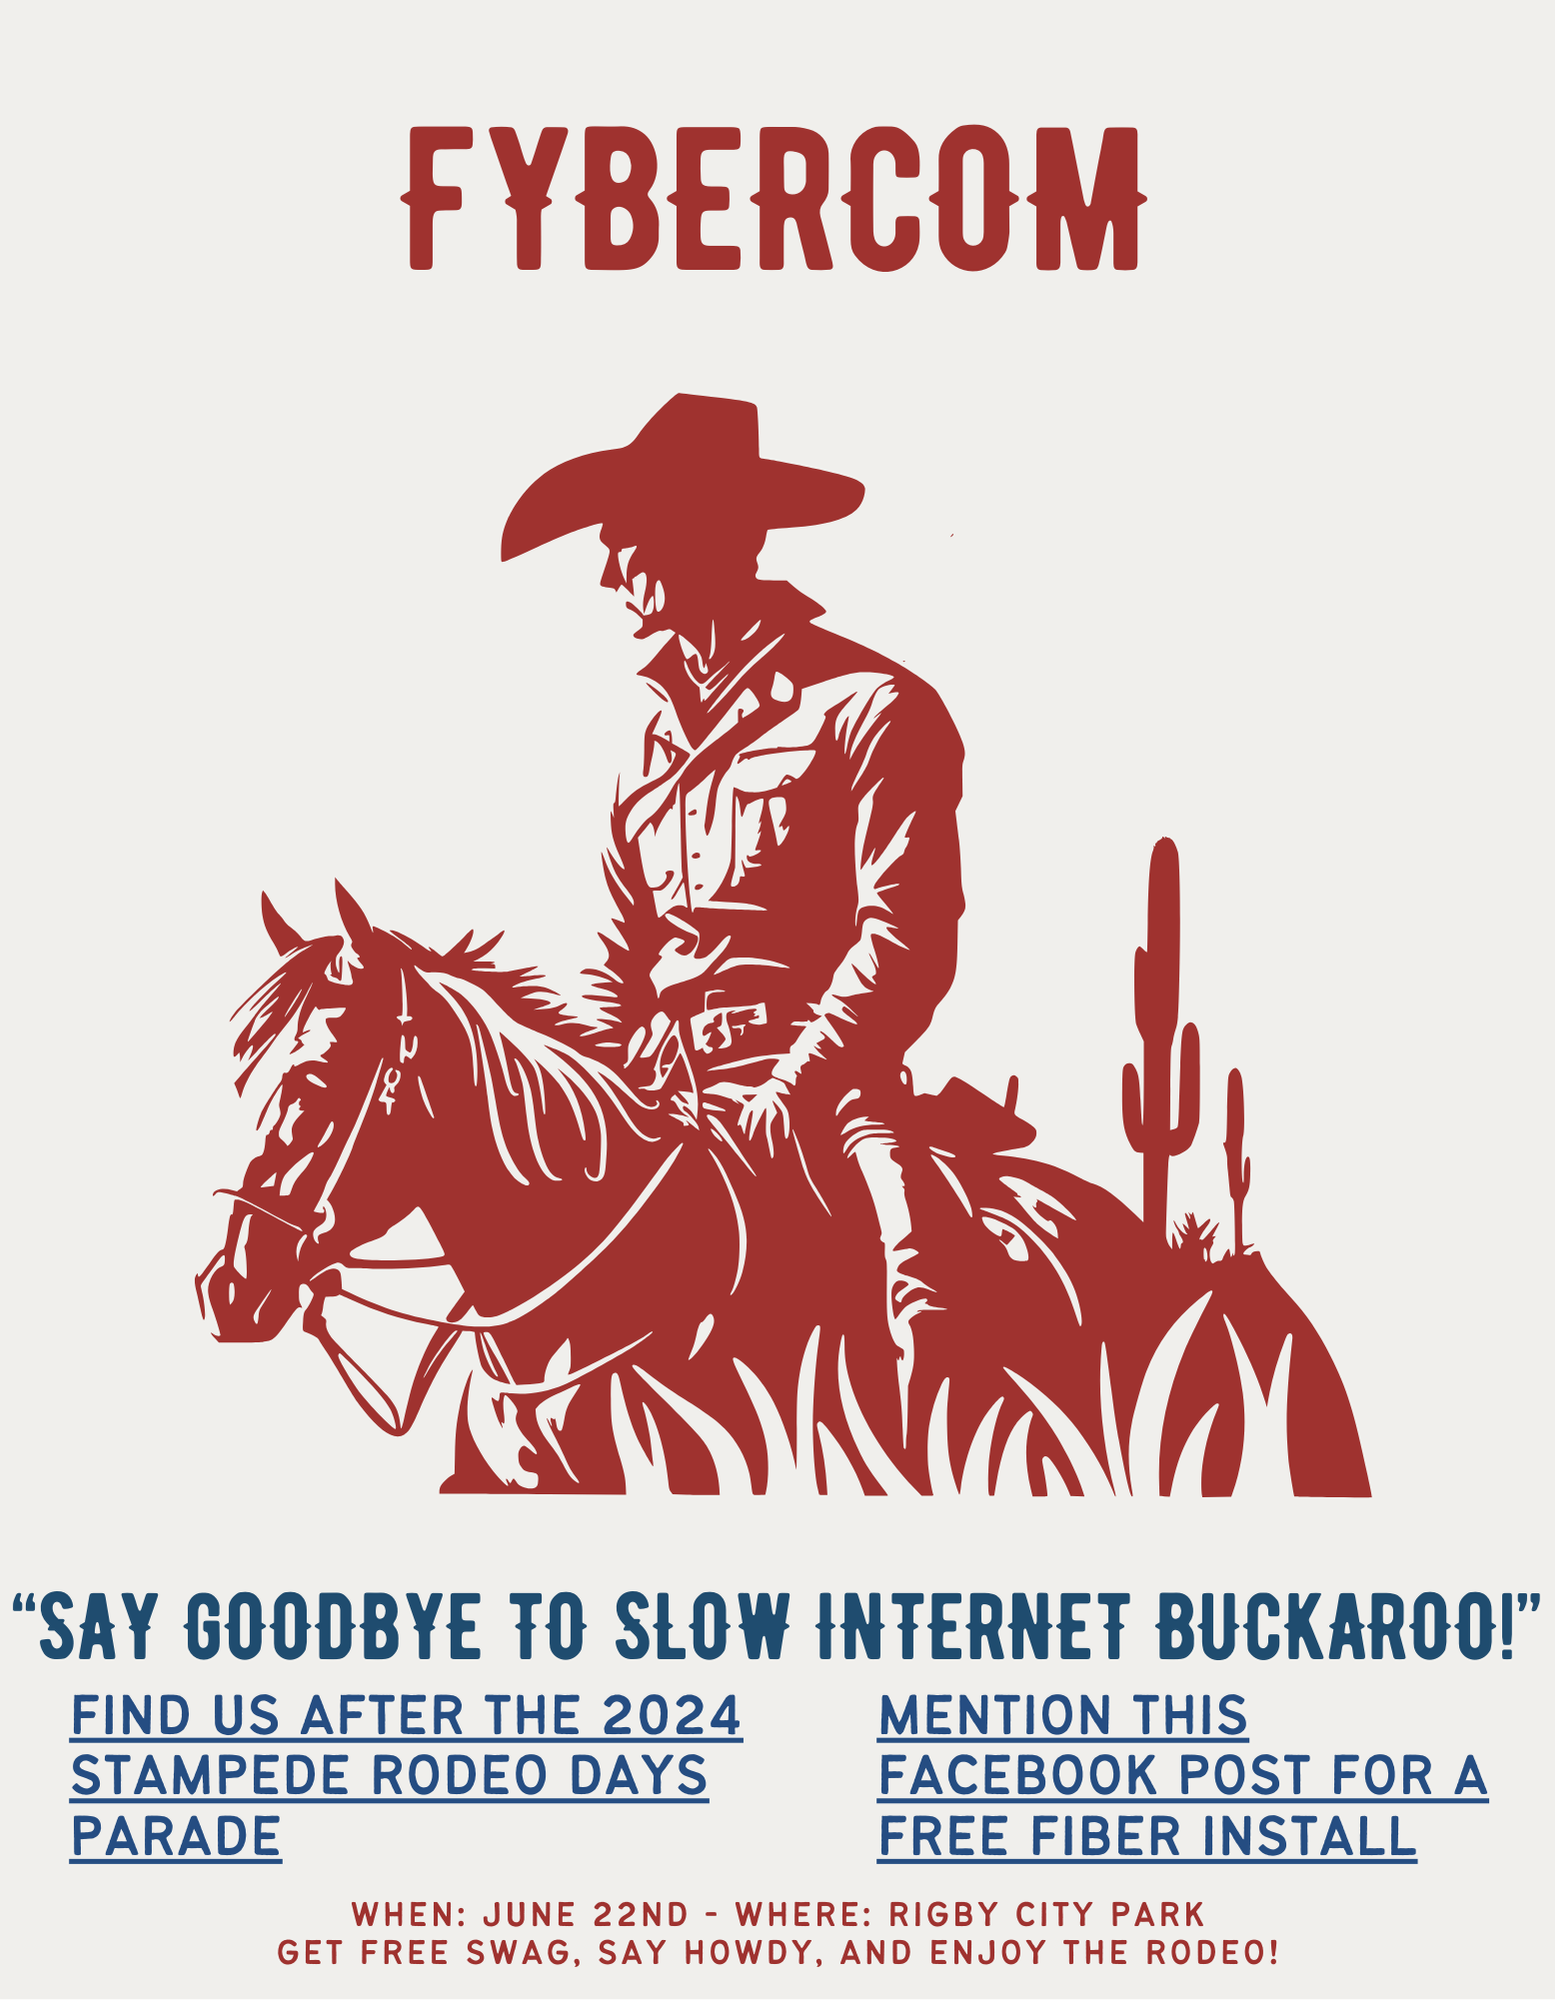 FYBERCOM
“SAY GOODBYE TO SLOW INTERNET BUCKAROO!”
FIND US AFTER THE 2024
STAMPEDE RODEO DAYS
PARADE
MENTION THIS
FACEBOOK POST FOR A
FREE FIBER INSTALL
WHEN: JUNE 22ND - WHERE: RIGBY CITY PARK
GET FREE SWAG, SAY HOWDY, AND ENJOY THE RODEO!